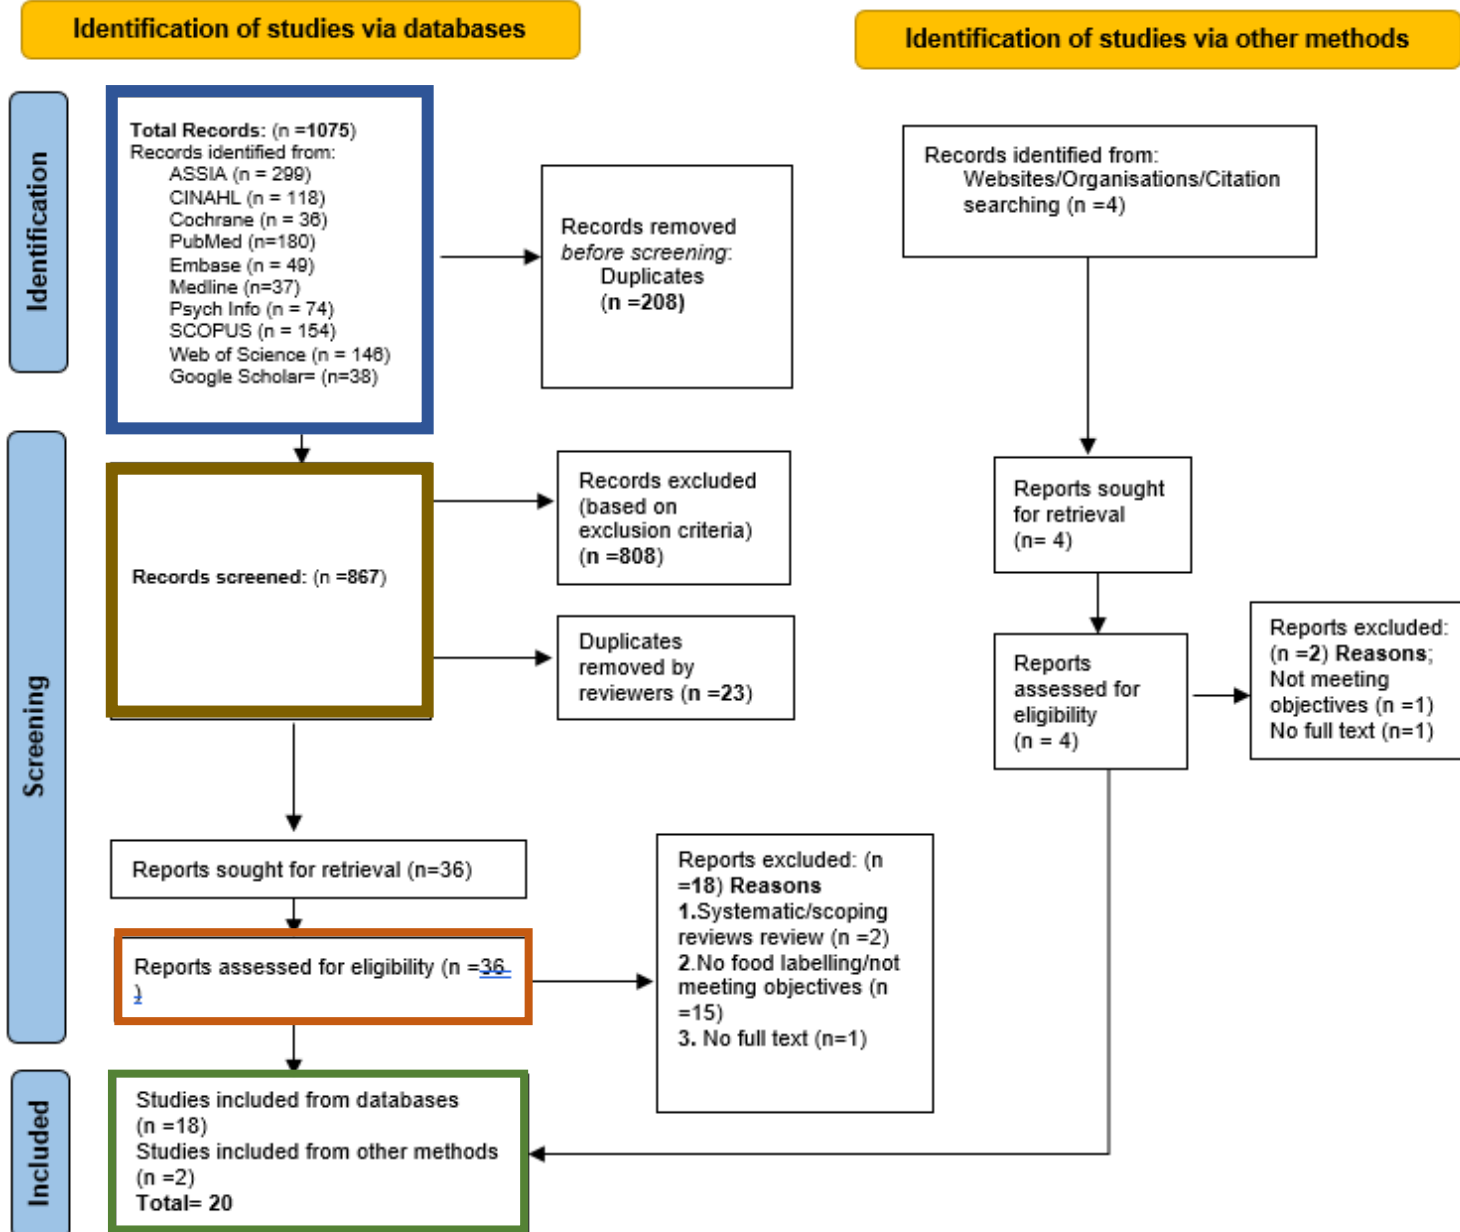 Identification of studies via databases
Identification of studies via other methods
Identification
Total Records: (n =1075)
Records identified from:
ASSIA (n = 299)
CINAHL (n = 118)
Cochrane (n = 36)
PubMed (n=180)
Embase (n = 49)
Medline (n=37)
Psych Info (n = 74)
SCOPUS (n = 154)
Web of Science (n = 146)
Google Scholar= (n=38)
Records removed
before screening:
Duplicates
(n =208)
Records identified from:
Websites/Organisations/Citation
searching (n =4)
Screening
Records screened: (n =867)
Records excluded
(based on
exclusion criteria)
(n =808)
Duplicates
removed by
reviewers (n =23)
Reports sought
for retrieval
(n= 4)
Reports
assessed for
eligibility
(n = 4)
Reports excluded:
(n =2) Reasons;
Not meeting
objectives (n =1)
No full text (n=1)
Reports sought for retrieval (n=36)
Reports assessed for eligibility (n =36
)
Reports excluded: (n
=18) Reasons
1.Systematic/scoping
reviews review (n =2)
2.No food labelling/not
meeting objectives (n
=15)
3. No full text (n=1)
Included
Studies included from databases
(n =18)
Studies included from other methods
(n =2)
Total= 20